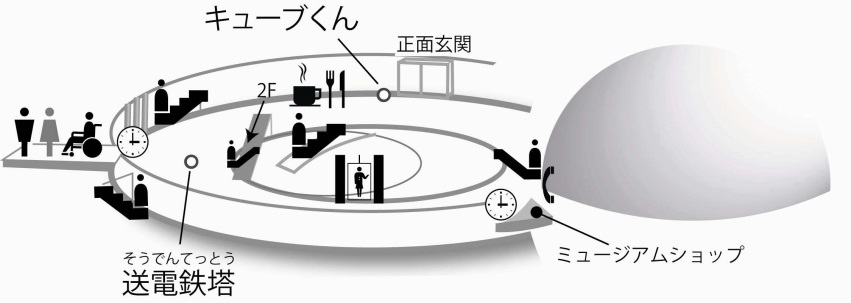 キューブくん
正面玄関
2F
そうでんてっとう
送電鉄塔
ミュージアムショップ